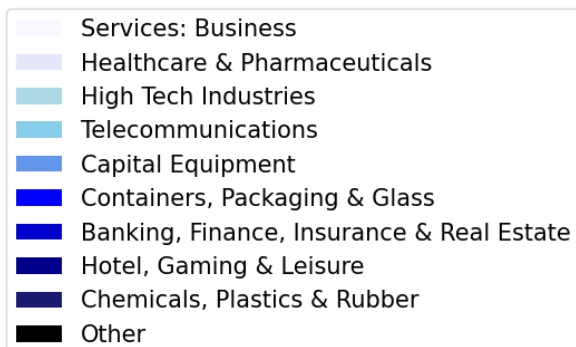 Services: Business
Healthcare & Pharmaceuticals
High Tech Industries
Telecommunications
Capital Equipment
Containers, Packaging & Glass
Banking, Finance, Insurance & Real Estate
Hotel, Gaming & Leisure
Chemicals, Plastics & Rubber
Other